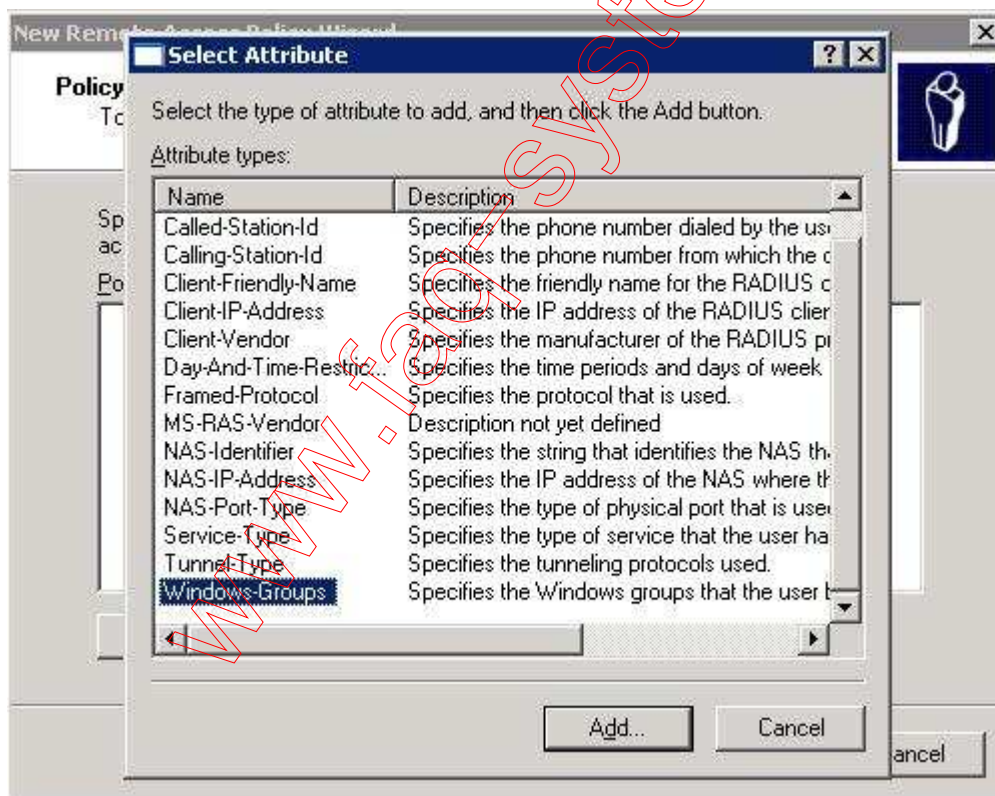 New Remote Access Policy Wizard
Select Attribute
Policy
Select the type of attribute to add, and then click the Add button.
Attribute types:
Name Description
Called-Station-Id Specifies the phone number dialed by the use
Calling-Station-Id Specifies the phone number from which the c
Client-Friendly-Name Specifies the friendly name for the RADIUS c
Client-IP-Address Specifies the IP address of the RADIUS clier
Client-Vendor Specifies the manufacturer of the RADIUS pr
Day-And-Time-Restric... Specifies the time periods and days of week
Framed-Protocol Specifies the protocol that is used.
MS-RAS-Vendor Description not yet defined
NAS-Identifier Specifies the string that identifies the NAS th
NAS-IP-Address Specifies the IP address of the NAS where th
NAS-Port-Type Specifies the type of physical port that is use
Service-Type Specifies the type of service that the user ha
Tunnel-Type Specifies the tunneling protocols used.
Windows-Groups Specifies the Windows groups that the user b
Add... Cancel
ancel
www.faq-syste